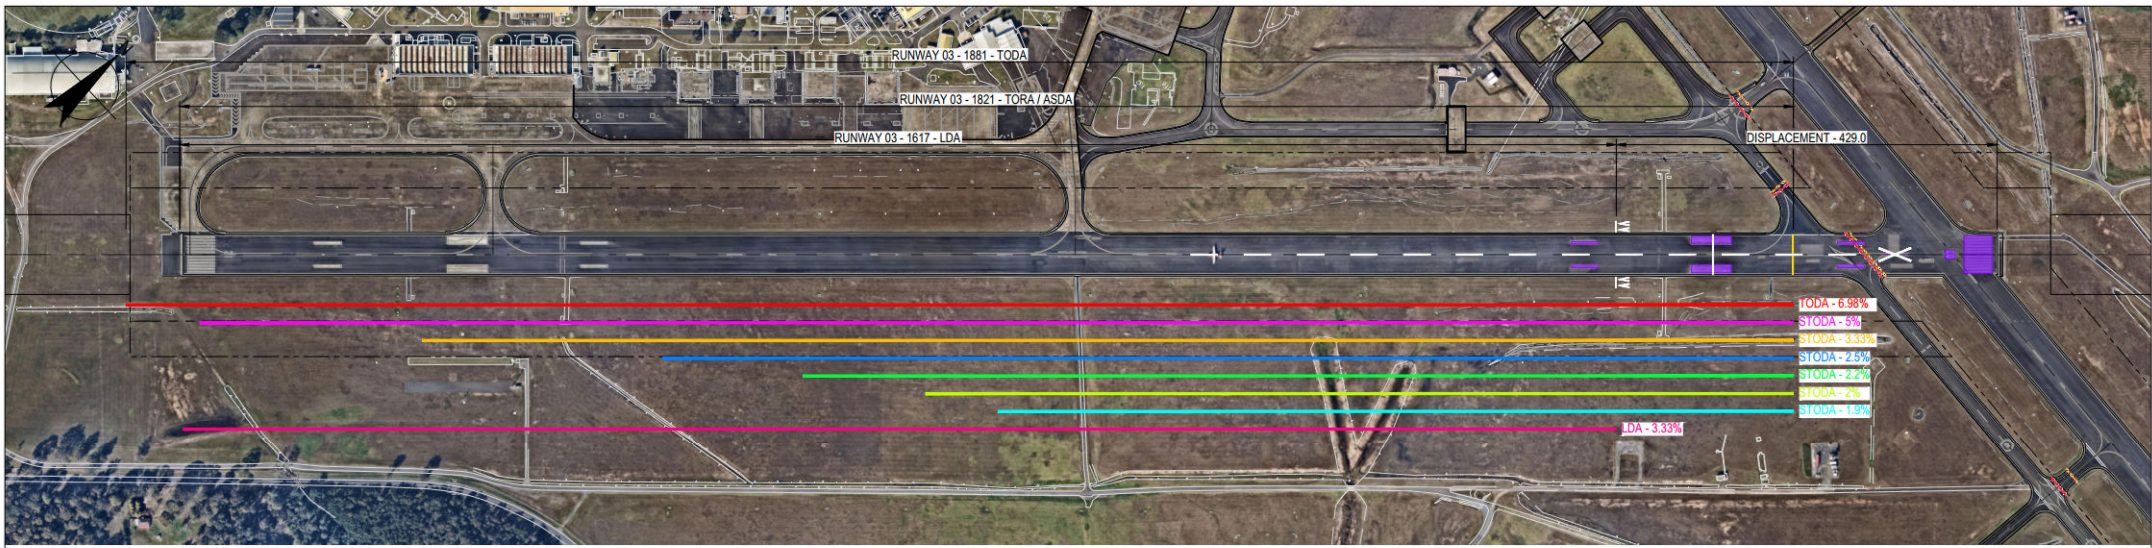 RUNWAY 03 - 1881 - TODA
RUNWAY 03 - 1821 - TORA / ASDA
RUNWAY 03 - 1617 - LDA
DISPLACEMENT - 429.0
TODA - 6.98%
STODA - 5%
STODA - 3.33%
STODA - 2.5%
STODA - 2.2%
STODA - 2%
STODA - 1.9%
LDA - 3.33%